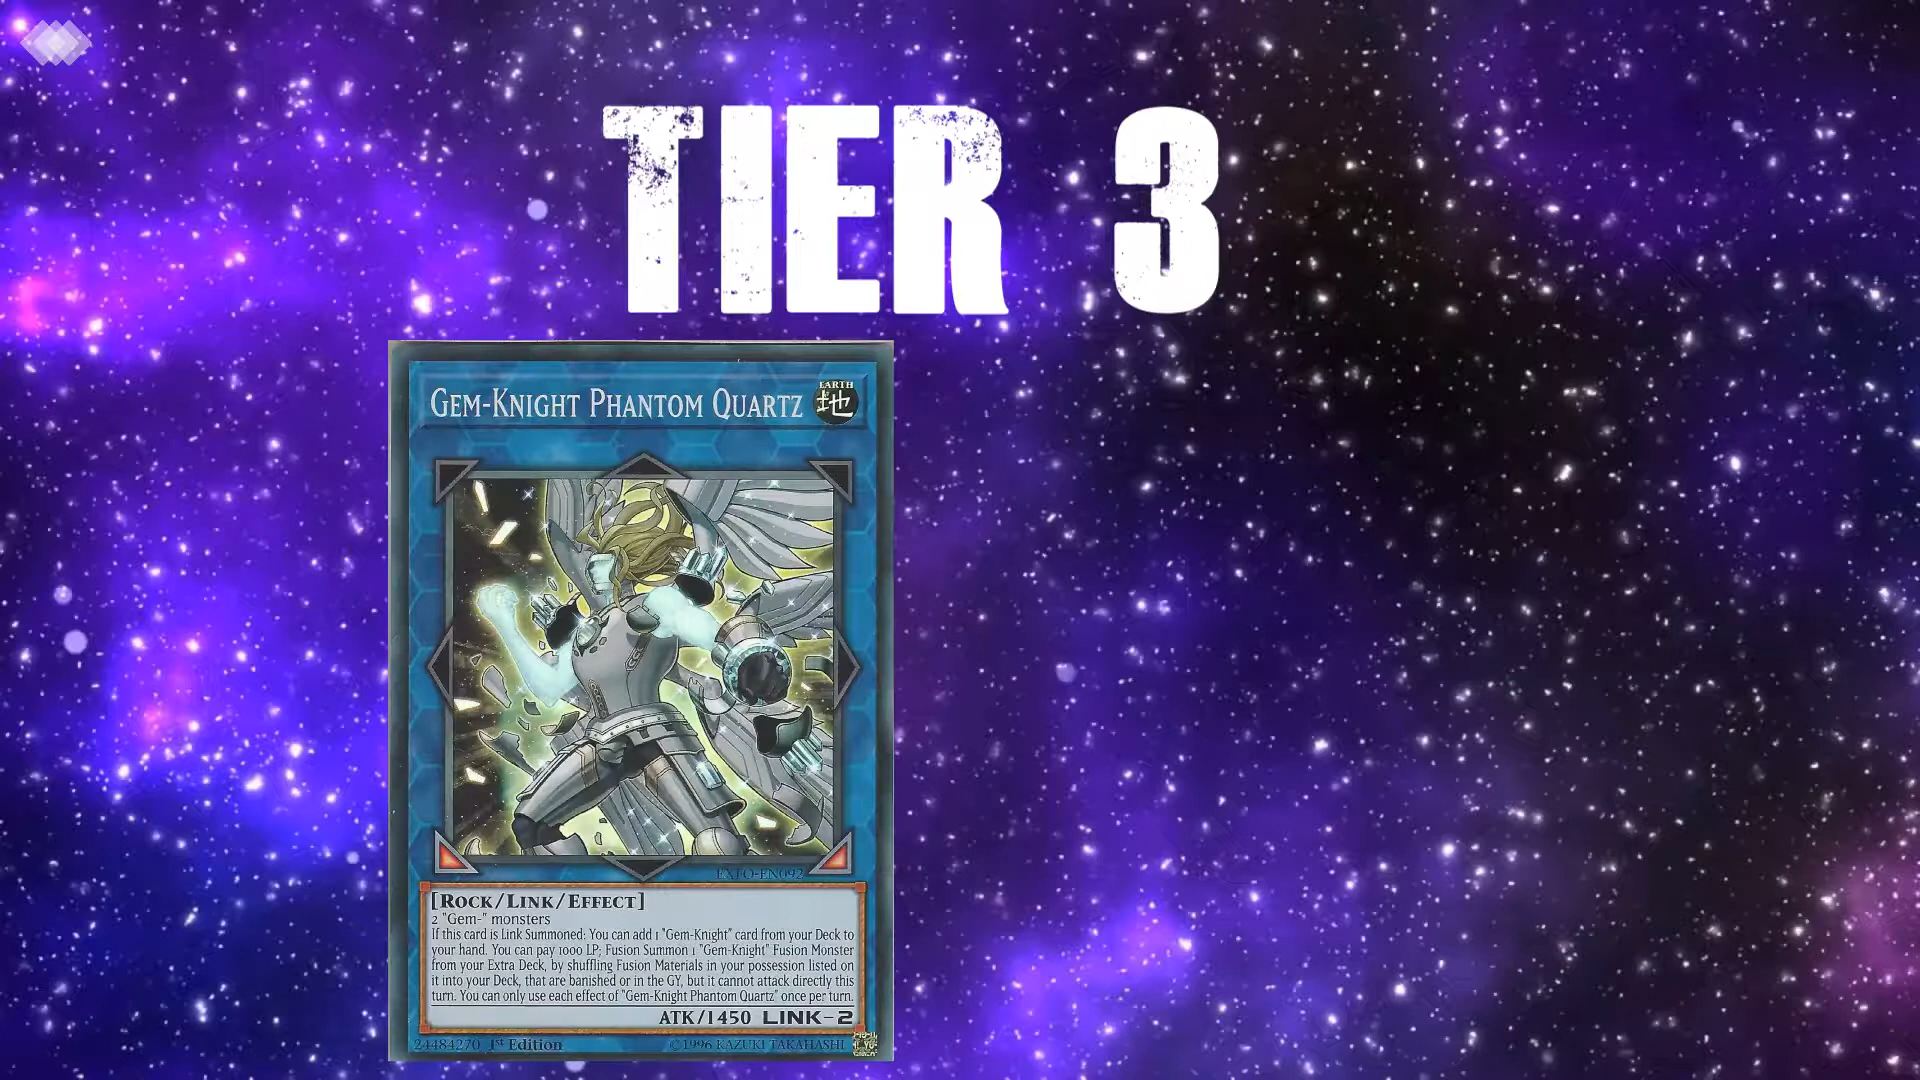 TIER 3
GEM-KNIGHT PHANTOM QUARTZ
EARTH
地
EXFO-EN092
[ROCK/LINK/EFFECT]
2 "Gem-" monsters
If this card is Link Summoned: You can add 1 "Gem-Knight" card from your Deck to
your hand. You can pay 1000 LP; Fusion Summon 1 "Gem-Knight" Fusion Monster
from your Extra Deck, by shuffling Fusion Materials in your possession listed on
it into your Deck, that are banished or in the GY, but it cannot attack directly this
turn. You can only use each effect of "Gem-Knight Phantom Quartz" once per turn.
ATK/1450 LINK-2
24484270 1st Edition
©1996 KAZUKI TAKAHASHI